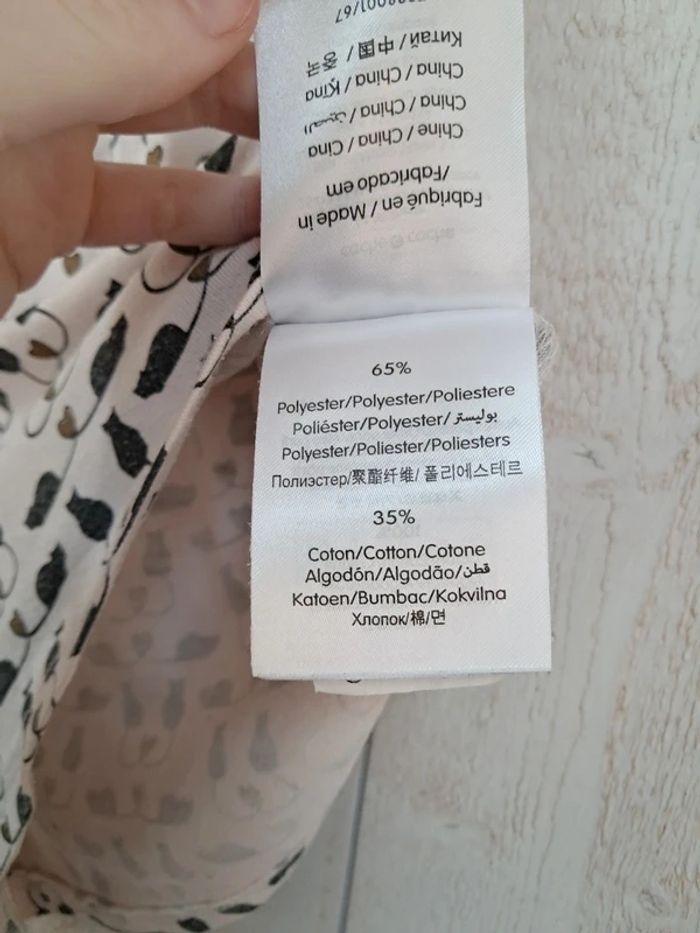 Fabriqué en / Made in
/Fabricado em
Chine / China / Cina
China / China / الصين
China / China / Ķīna
Китай / 中国 / 중국
65%
Polyester/Polyester/Poliestere
Poliéster/Polyester/ بوليستر
Polyester/Poliester/Poliesters
Полиэстер/聚酯纤维/ 폴리에스테르
35%
Coton/Cotton/Cotone
Algodón/Algodão/قطن
Katoen/Bumbac/Kokvilna
Хлопок/棉/면